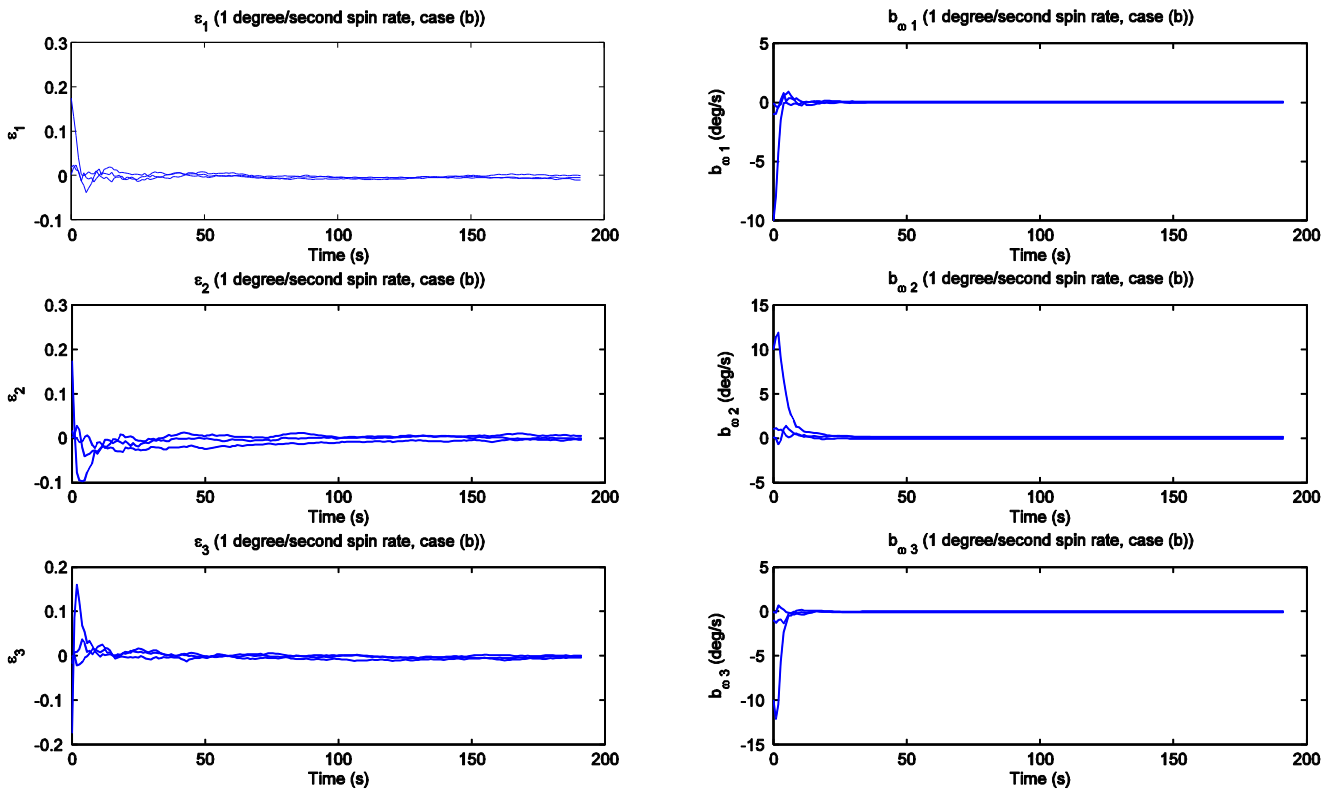 ε1 (1 degree/second spin rate, case (b))
0.3
0.2
0.1
0
-0.1
ε1
0 50 100 150 200
Time (s)
bω 1 (1 degree/second spin rate, case (b))
5
0
-5
-10
bω 1 (deg/s)
0 50 100 150 200
Time (s)
ε2 (1 degree/second spin rate, case (b))
0.3
0.2
0.1
0
-0.1
ε2
0 50 100 150 200
Time (s)
bω 2 (1 degree/second spin rate, case (b))
15
10
5
0
-5
bω 2 (deg/s)
0 50 100 150 200
Time (s)
ε3 (1 degree/second spin rate, case (b))
0.2
0.1
0
-0.1
-0.2
ε3
0 50 100 150 200
Time (s)
bω 3 (1 degree/second spin rate, case (b))
5
0
-5
-10
-15
bω 3 (deg/s)
0 50 100 150 200
Time (s)